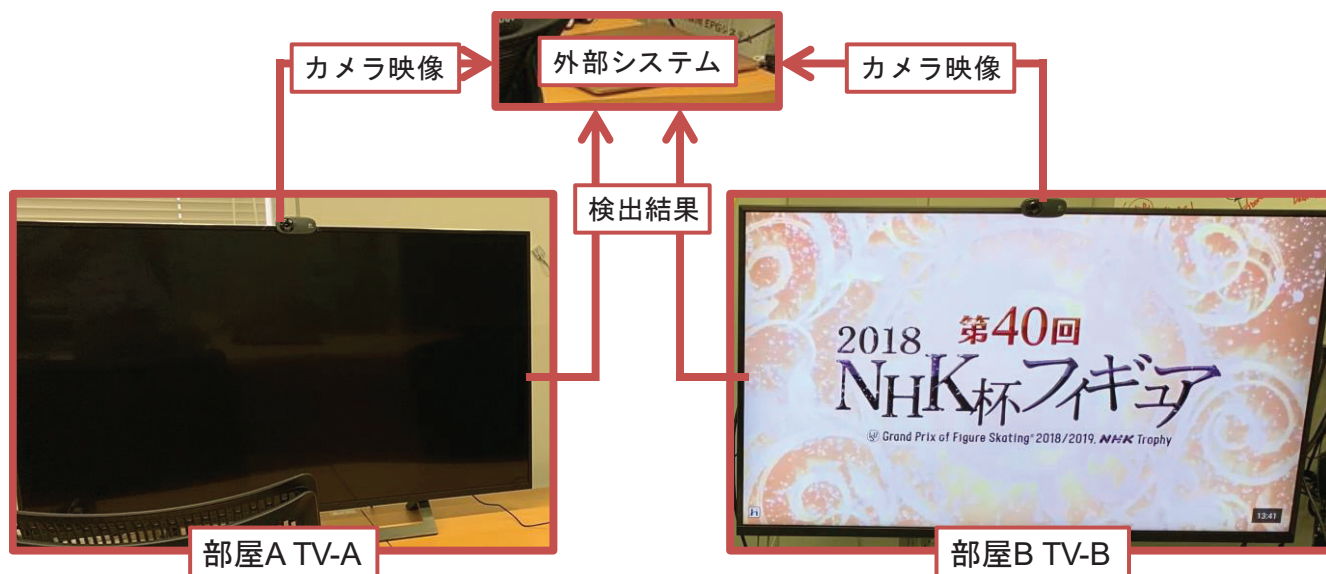 カメラ映像
外部システム
カメラ映像
検出結果
2018 第40回
NHK杯フィギュア
Grand Prix of Figure Skating 2018/2019, NHK Trophy
13:41
部屋A TV-A
部屋B TV-B